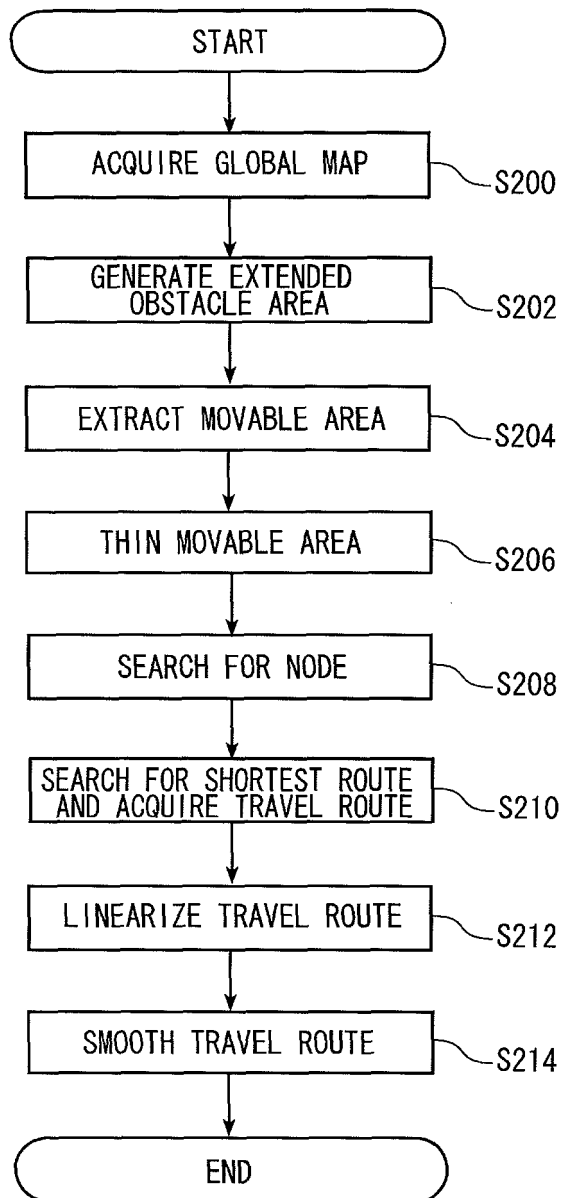 START
ACQUIRE GLOBAL MAP
S200
GENERATE EXTENDED
OBSTACLE AREA
S202
EXTRACT MOVABLE AREA
S204
THIN MOVABLE AREA
S206
SEARCH FOR NODE
S208
SEARCH FOR SHORTEST ROUTE
AND ACQUIRE TRAVEL ROUTE
S210
LINEARIZE TRAVEL ROUTE
S212
SMOOTH TRAVEL ROUTE
S214
END